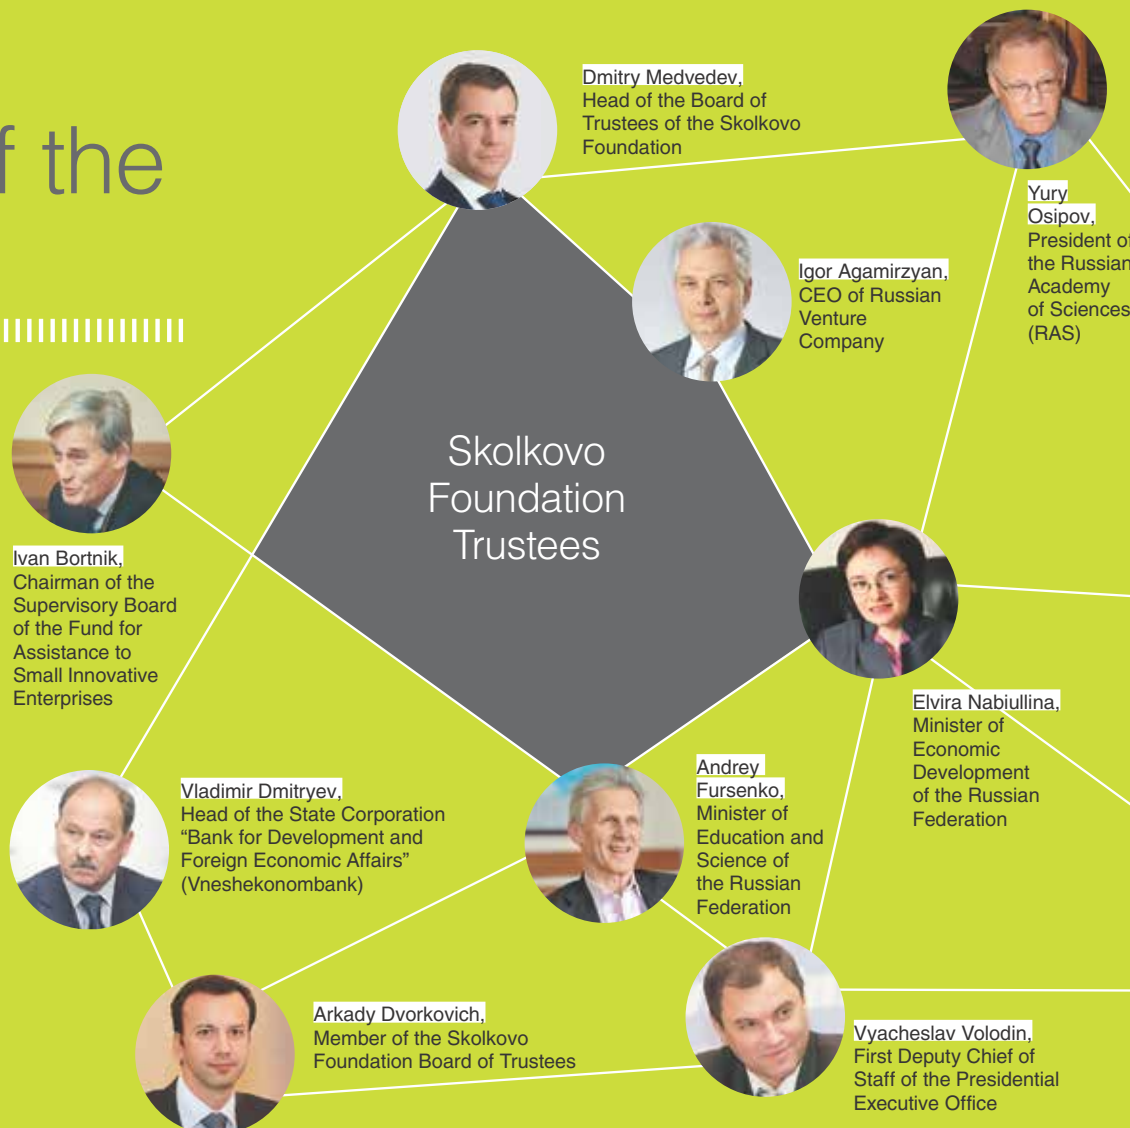 f the
Dmitry Medvedev,
Head of the Board of
Trustees of the Skolkovo
Foundation
Yury
Osipov,
President of
the Russian
Academy
of Sciences
(RAS)
Igor Agamirzyan,
CEO of Russian
Venture
Company
Skolkovo
Foundation
Trustees
Ivan Bortnik,
Chairman of the
Supervisory Board
of the Fund for
Assistance to
Small Innovative
Enterprises
Elvira Nabiullina,
Minister of
Economic
Development
of the Russian
Federation
Vladimir Dmitryev,
Head of the State Corporation
“Bank for Development and
Foreign Economic Affairs”
(Vneshekonombank)
Andrey
Fursenko,
Minister of
Education and
Science of
the Russian
Federation
Arkady Dvorkovich,
Member of the Skolkovo
Foundation Board of Trustees
Vyacheslav Volodin,
First Deputy Chief of
Staff of the Presidential
Executive Office